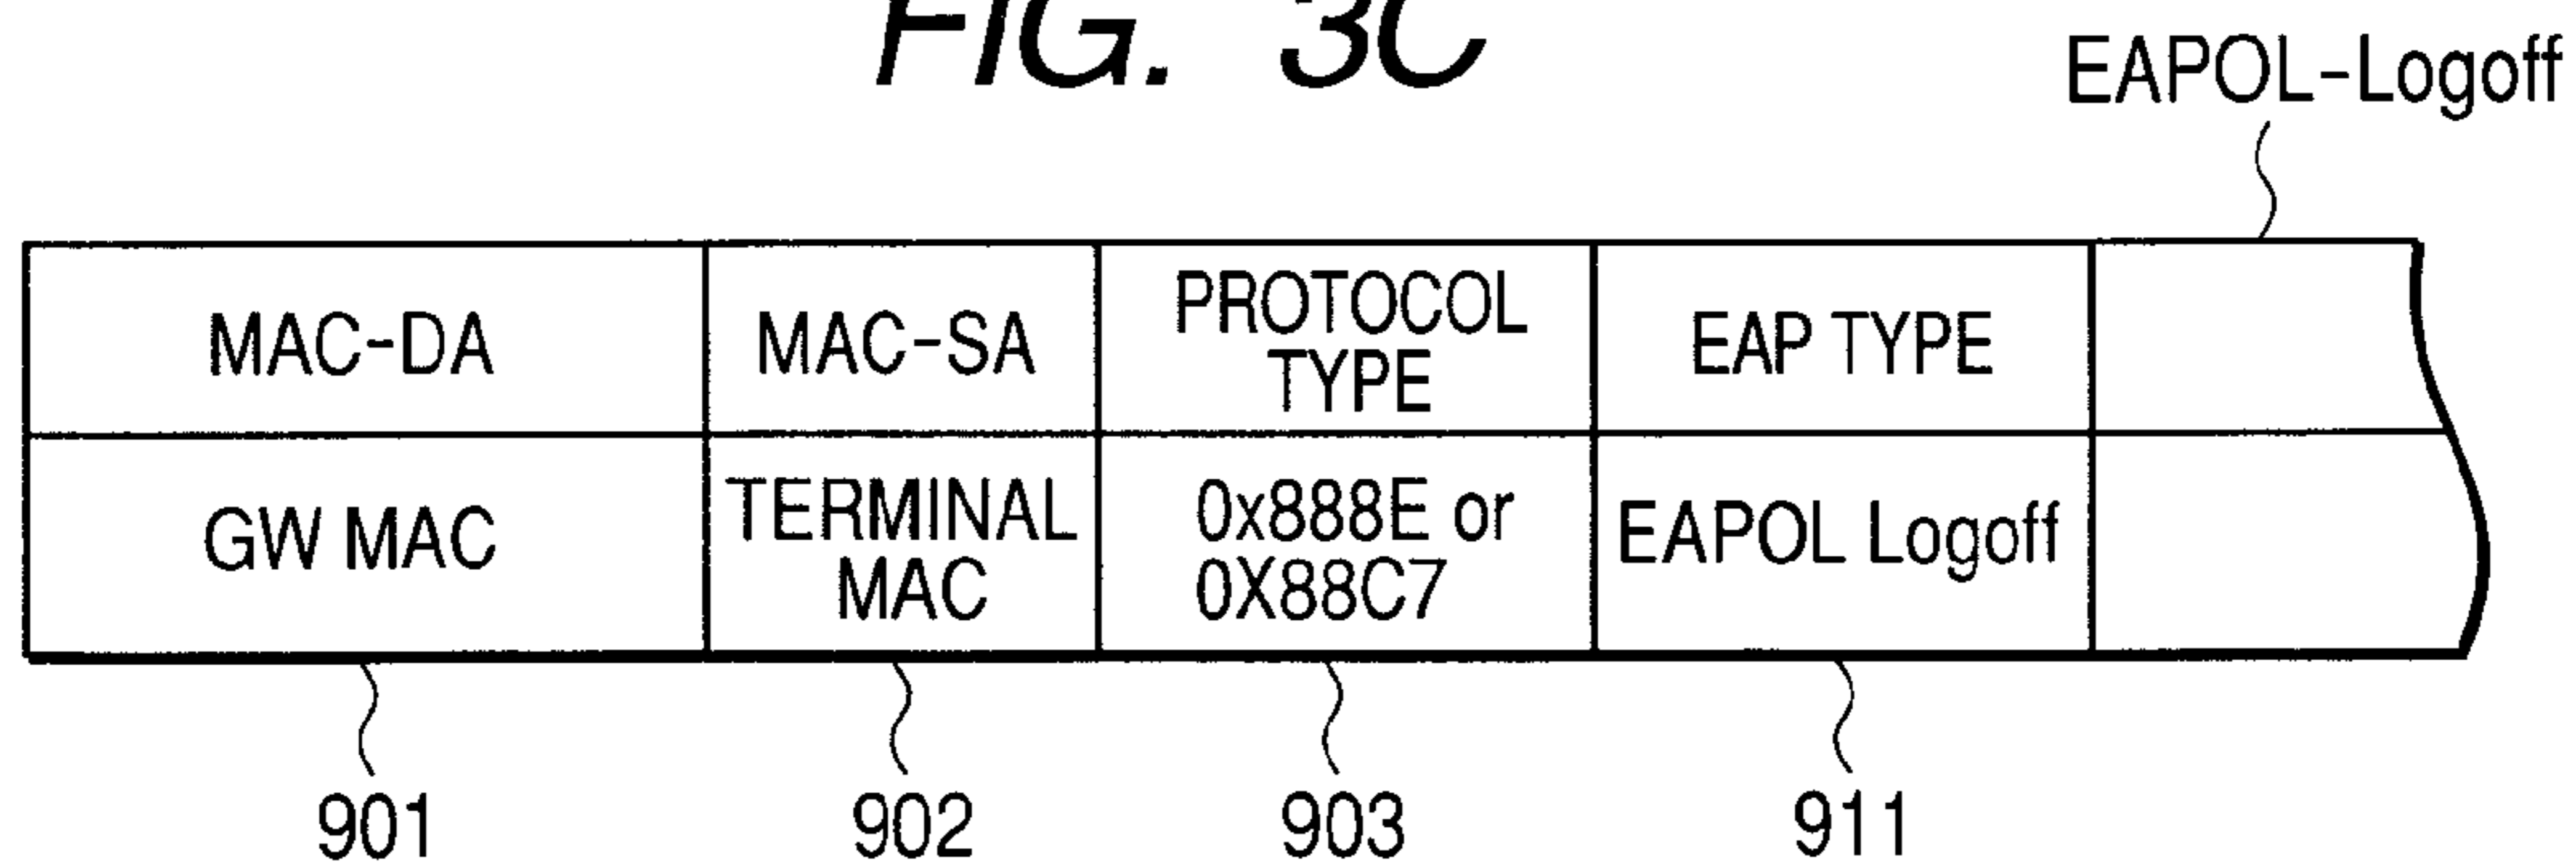 FIG. 3C
EAPOL-Logoff
MAC-DA
MAC-SA
PROTOCOL
TYPE
EAP TYPE
GW MAC
TERMINAL
MAC
0x888E or
0X88C7
EAPOL Logoff
901
902
903
911